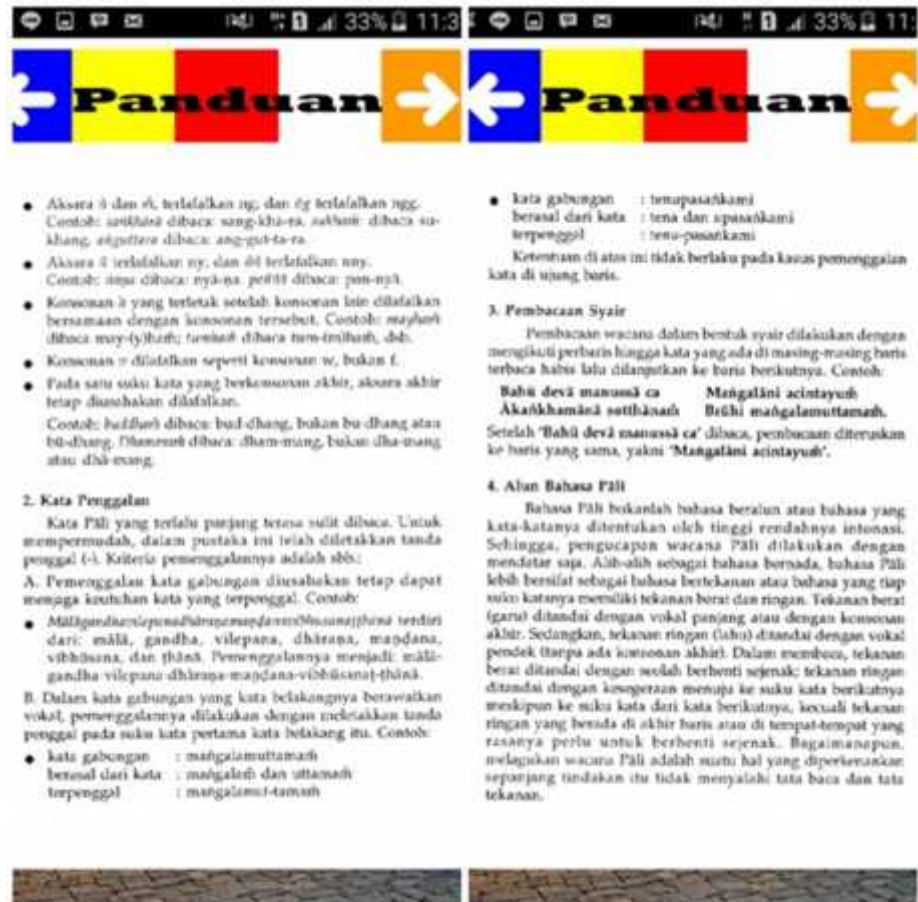 33% 11:3
Panduan
Aksara ṅ dan ṁ, terlafalkan ng, dan ṅg terlafalkan ngg.
Contoh: dibaca: sang-khā-ra. dibaca su-
khang, aṅguttara dibaca: ang-gut-ta-ra.
Aksara ñ terlafalkan ny, dan ññ terlafalkan nny.
Contoh: dibaca: nyā-na. dibaca: pan-nyā.
Konsonan h yang terletak setelah konsonan lain dilafalkan
bersamaan dengan konsonan tersebut. Contoh: mayhaṁ
dibaca may-(y)haṁ; dibaca tum-(m)haṁ, dsb.
Konsonan v dilafalkan seperti konsonan w, bukan f.
Pada satu suku kata yang berkonsonan akhir, aksara akhir
tetap diusahakan dilafalkan.
Contoh: buddhaṁ dibaca: bud-dhang, bukan bu-dhang atau
bū-dhang. Dhammaṁ dibaca: dham-mang, bukan dha-mang
atau dhā-mang.
2. Kata Penggalan
Kata Pāli yang terlalu panjang terasa sulit dibaca. Untuk
mempermudah, dalam pustaka ini telah diletakkan tanda
penggal (-). Kriteria pemenggalannya adalah sbb.:
A. Pemenggalan kata gabungan diusahakan tetap dapat
menjaga keutuhan kata yang terpenggal. Contoh:
Mālāgandhavilepanadhāraṇamaṇḍanavibhūsanaṭṭhānā terdiri
dari: mālā, gandha, vilepana, dhāraṇa, maṇḍana,
vibhūsana, dan ṭhānā. Pemenggalannya menjadi: mālā-
gandha-vilepana-dhāraṇa-maṇḍana-vibhūsanaṭ-ṭhānā.
B. Dalam kata gabungan yang kata belakangnya berawalkan
vokal, pemenggalannya dilakukan dengan meletakkan tanda
penggal pada suku kata pertama kata belakang itu. Contoh:
kata gabungan : maṅgalamuttamaṁ
berasal dari kata : maṅgalaṁ dan uttamaṁ
terpenggal : maṅgalamut-tamaṁ
33% 11:
Panduan
kata gabungan : tenupasaṅkami
berasal dari kata : tena dan upasaṅkami
terpenggal : tenu-pasaṅkami
Ketentuan di atas ini tidak berlaku pada kasus pemenggalan
kata di ujung baris.
3. Pembacaan Syair
Pembacaan wacana dalam bentuk syair dilakukan dengan
mengikuti perbaris hingga kata yang ada di masing-masing baris
terbaca habis lalu dilanjutkan ke baris berikutnya. Contoh:
Bahū devā manussā ca Maṅgalāni acintayuṁ
Ākaṅkhamānā sotthānaṁ Brūhi maṅgalamuttamaṁ.
Setelah 'Bahū devā manussā ca' dibaca, pembacaan diteruskan
ke baris yang sama, yakni 'Maṅgalāni acintayuṁ'.
4. Alun Bahasa Pāli
Bahasa Pāli bukanlah bahasa beralun atau bahasa yang
kata-katanya ditentukan oleh tinggi rendahnya intonasi.
Sehingga, pengucapan wacana Pāli dilakukan dengan
mendatar saja. Alih-alih sebagai bahasa bernada, bahasa Pāli
lebih bersifat sebagai bahasa bertekanan atau bahasa yang tiap
suku katanya memiliki tekanan berat dan ringan. Tekanan berat
(garu) ditandai dengan vokal panjang atau dengan konsonan
akhir. Sedangkan, tekanan ringan (lahu) ditandai dengan vokal
pendek (tanpa ada konsonan akhir). Dalam membaca, tekanan
berat ditandai dengan seolah berhenti sejenak; tekanan ringan
ditandai dengan kesegeraan menuju ke suku kata berikutnya
meskipun ke suku kata dari kata berikutnya, kecuali tekanan
ringan yang berada di akhir baris atau di tempat-tempat yang
rasanya perlu untuk berhenti sejenak. Bagaimanapun,
melagukan wacana Pāli adalah suatu hal yang diperkenankan
sepanjang tindakan itu tidak menyalahi tata baca dan tata
tekanan.